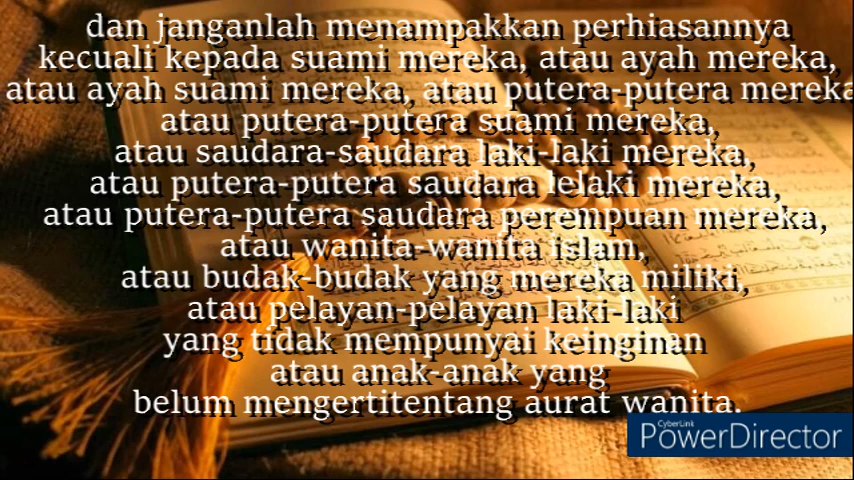 dan janganlah menampakkan perhiasannya
kecuali kepada suami mereka, atau ayah mereka,
atau ayah suami mereka, atau putera-putera mereka
atau putera-putera suami mereka,
atau saudara-saudara laki-laki mereka,
atau putera-putera saudara lelaki mereka,
atau putera-putera saudara perempuan mereka,
atau wanita-wanita islam,
atau budak-budak yang mereka miliki,
atau pelayan-pelayan laki-laki
yang tidak mempunyai keinginan
atau anak-anak yang
belum mengertitentang aurat wanita.
CyberLink
PowerDirector